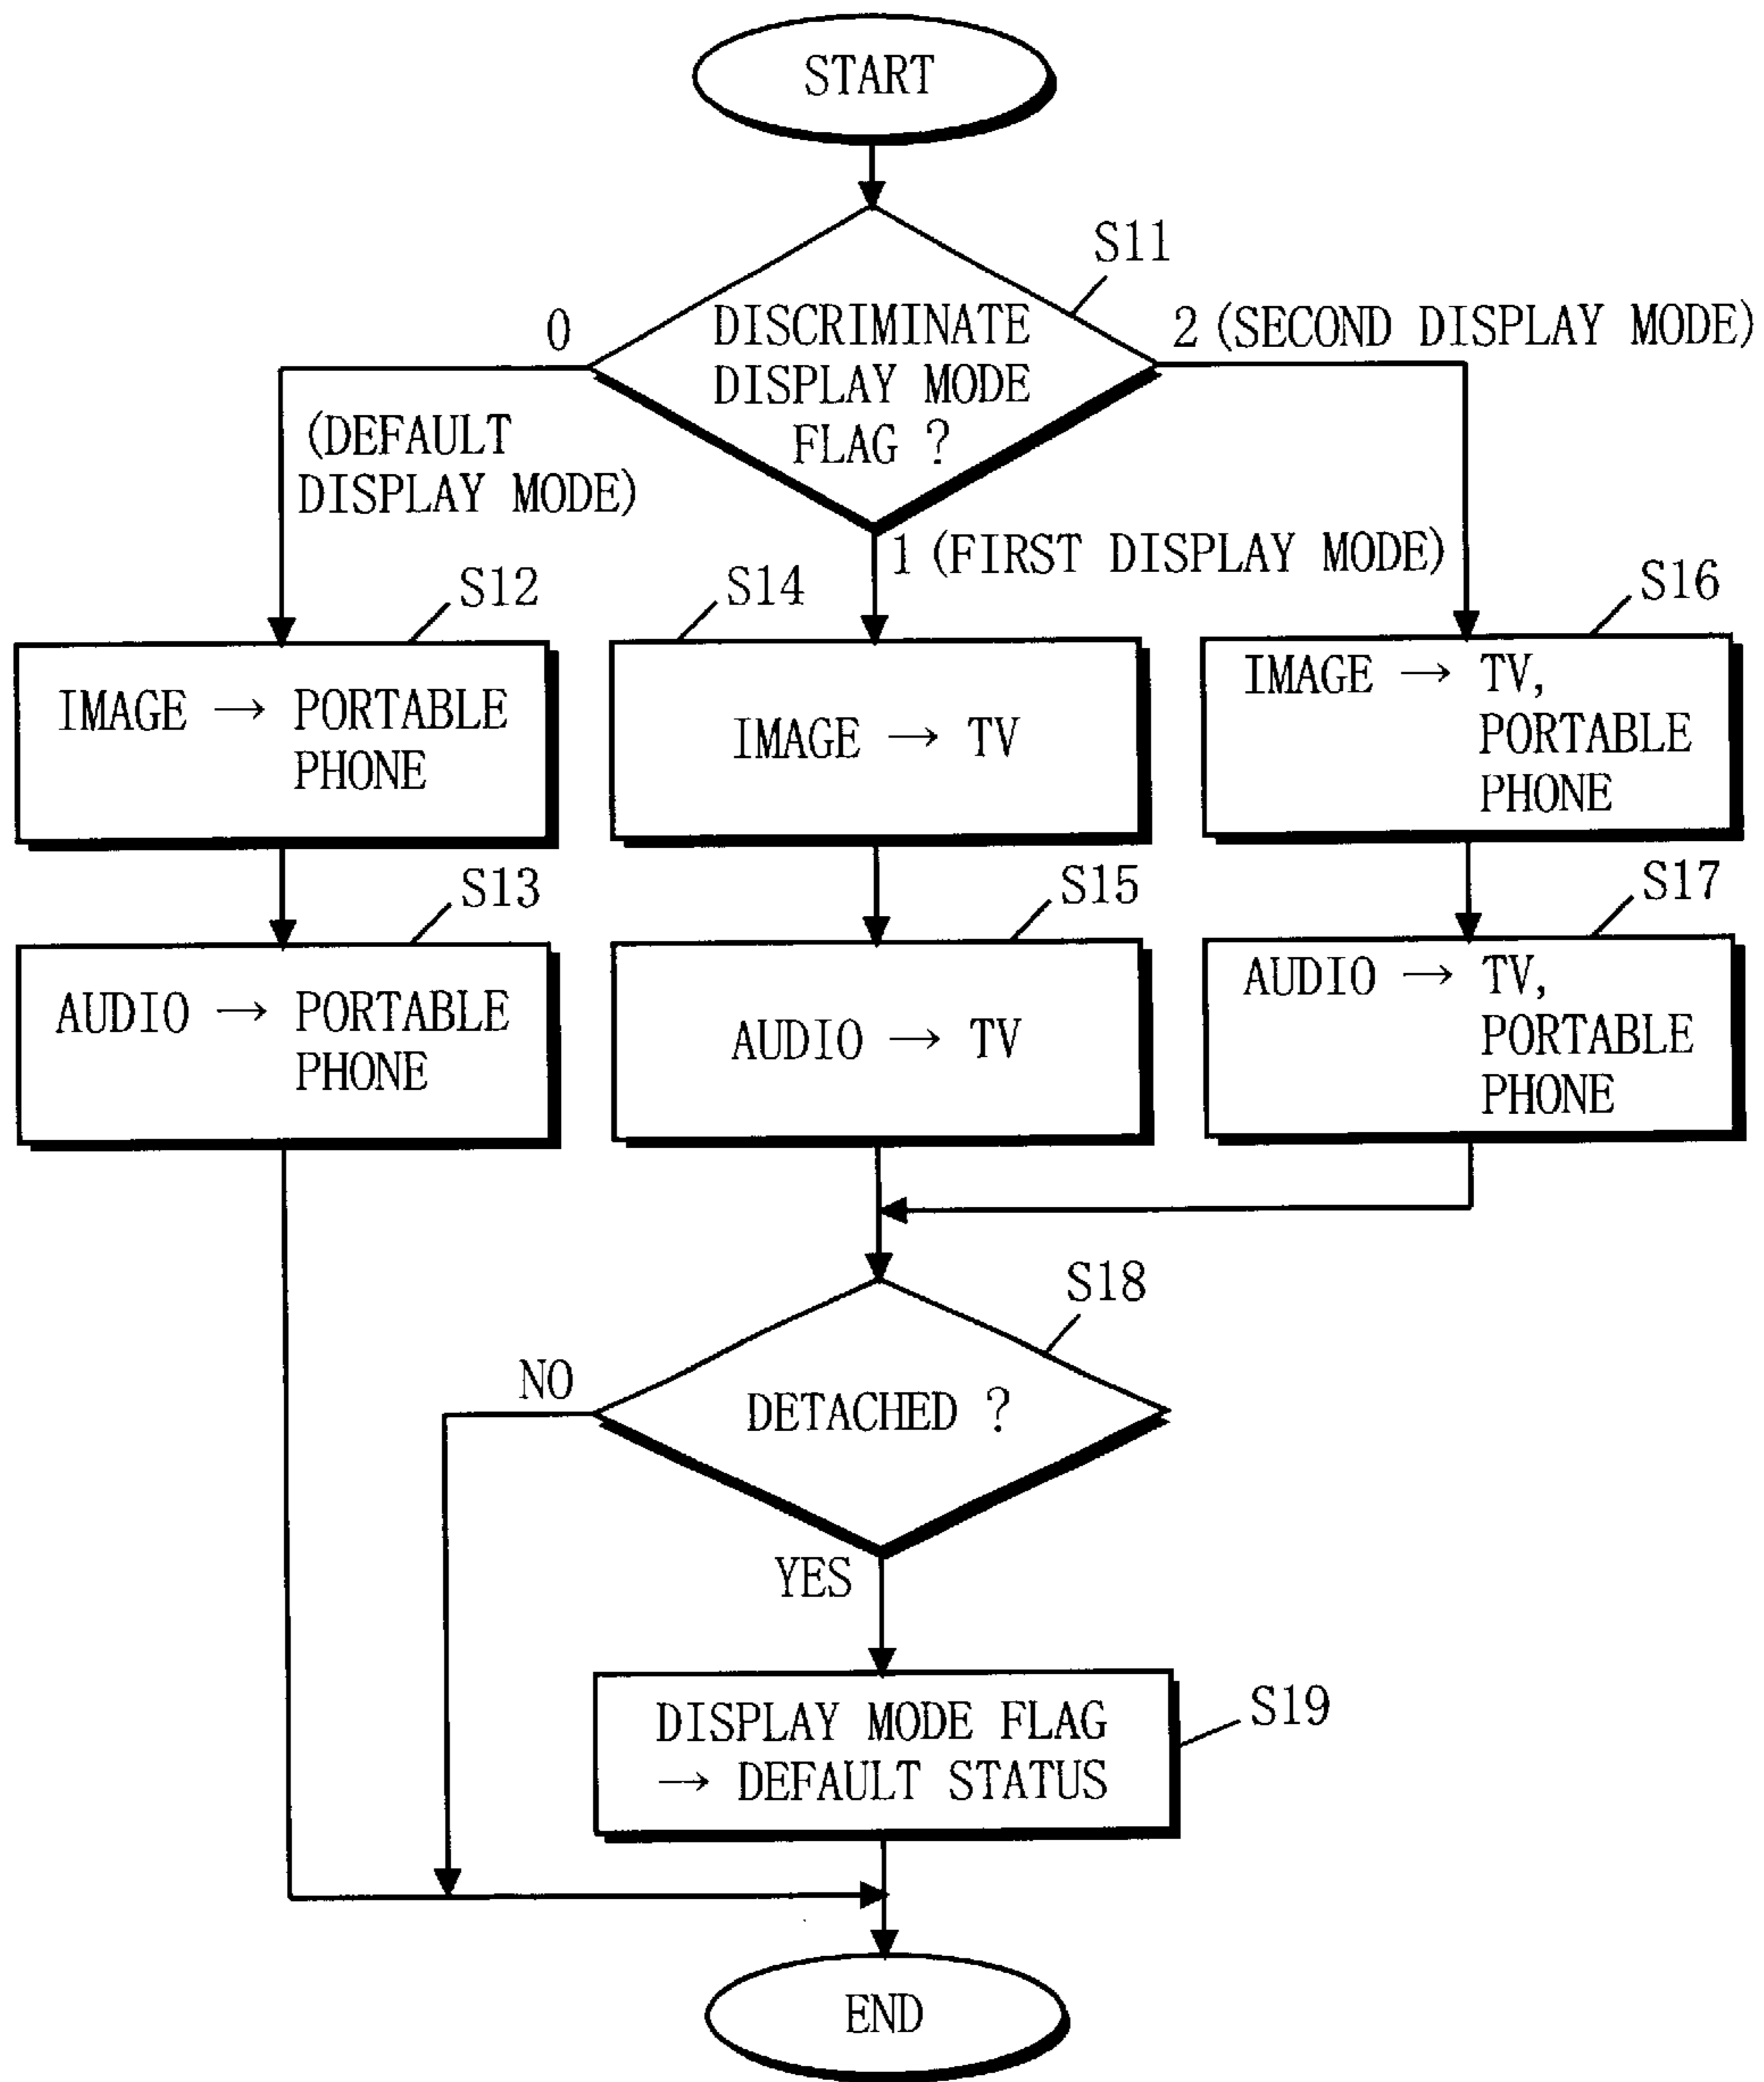 START
S11
DISCRIMINATE
DISPLAY MODE
FLAG ?
0
(DEFAULT
DISPLAY MODE)
1 (FIRST DISPLAY MODE)
2 (SECOND DISPLAY MODE)
S12
IMAGE → PORTABLE
PHONE
S14
IMAGE → TV
S16
IMAGE → TV,
PORTABLE
PHONE
S13
AUDIO → PORTABLE
PHONE
S15
AUDIO → TV
S17
AUDIO → TV,
PORTABLE
PHONE
S18
DETACHED ?
NO
YES
S19
DISPLAY MODE FLAG
→ DEFAULT STATUS
END